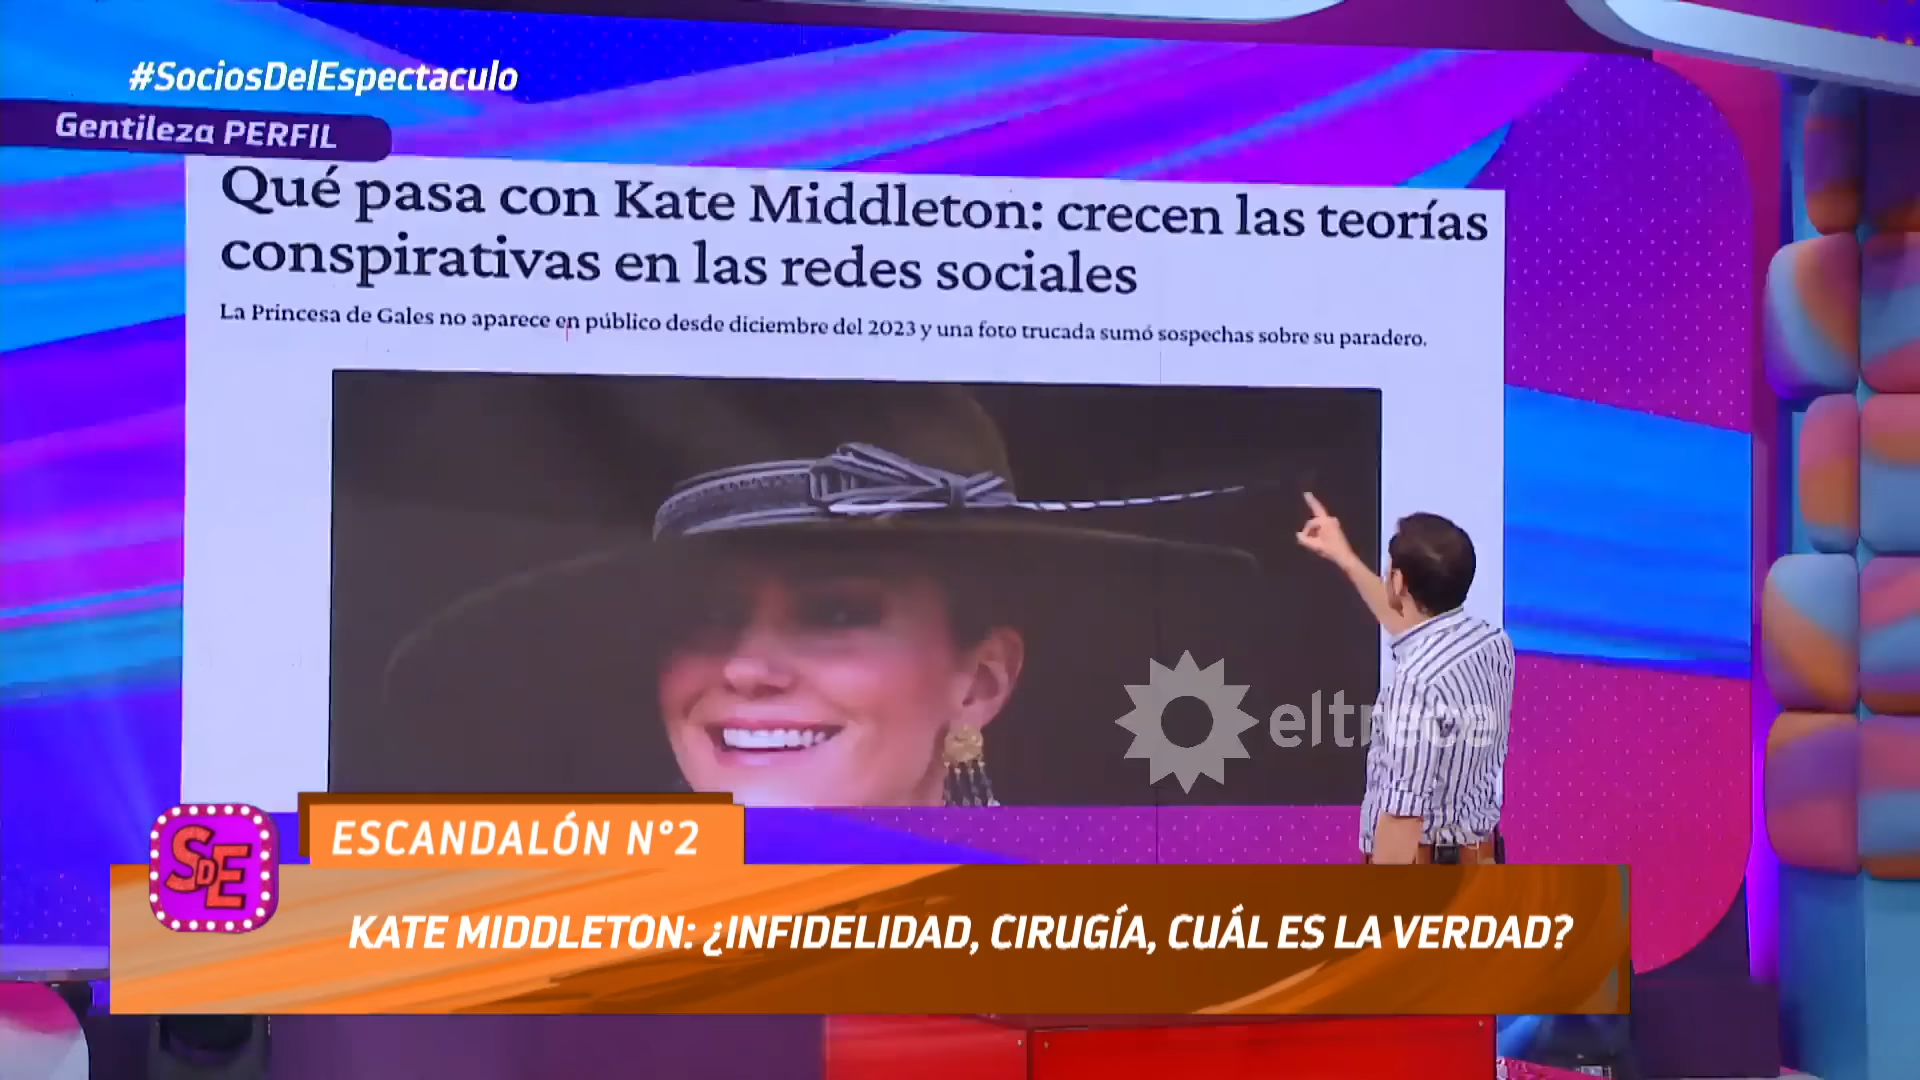 #SociosDelEspectaculo
Gentileza PERFIL
Qué pasa con Kate Middleton: crecen las teorías
conspirativas en las redes sociales
La Princesa de Gales no aparece en público desde diciembre del 2023 y una foto trucada sumó sospechas sobre su paradero.
eltrece
SDE
ESCANDALÓN N°2
KATE MIDDLETON: ¿INFIDELIDAD, CIRUGÍA, CUÁL ES LA VERDAD?